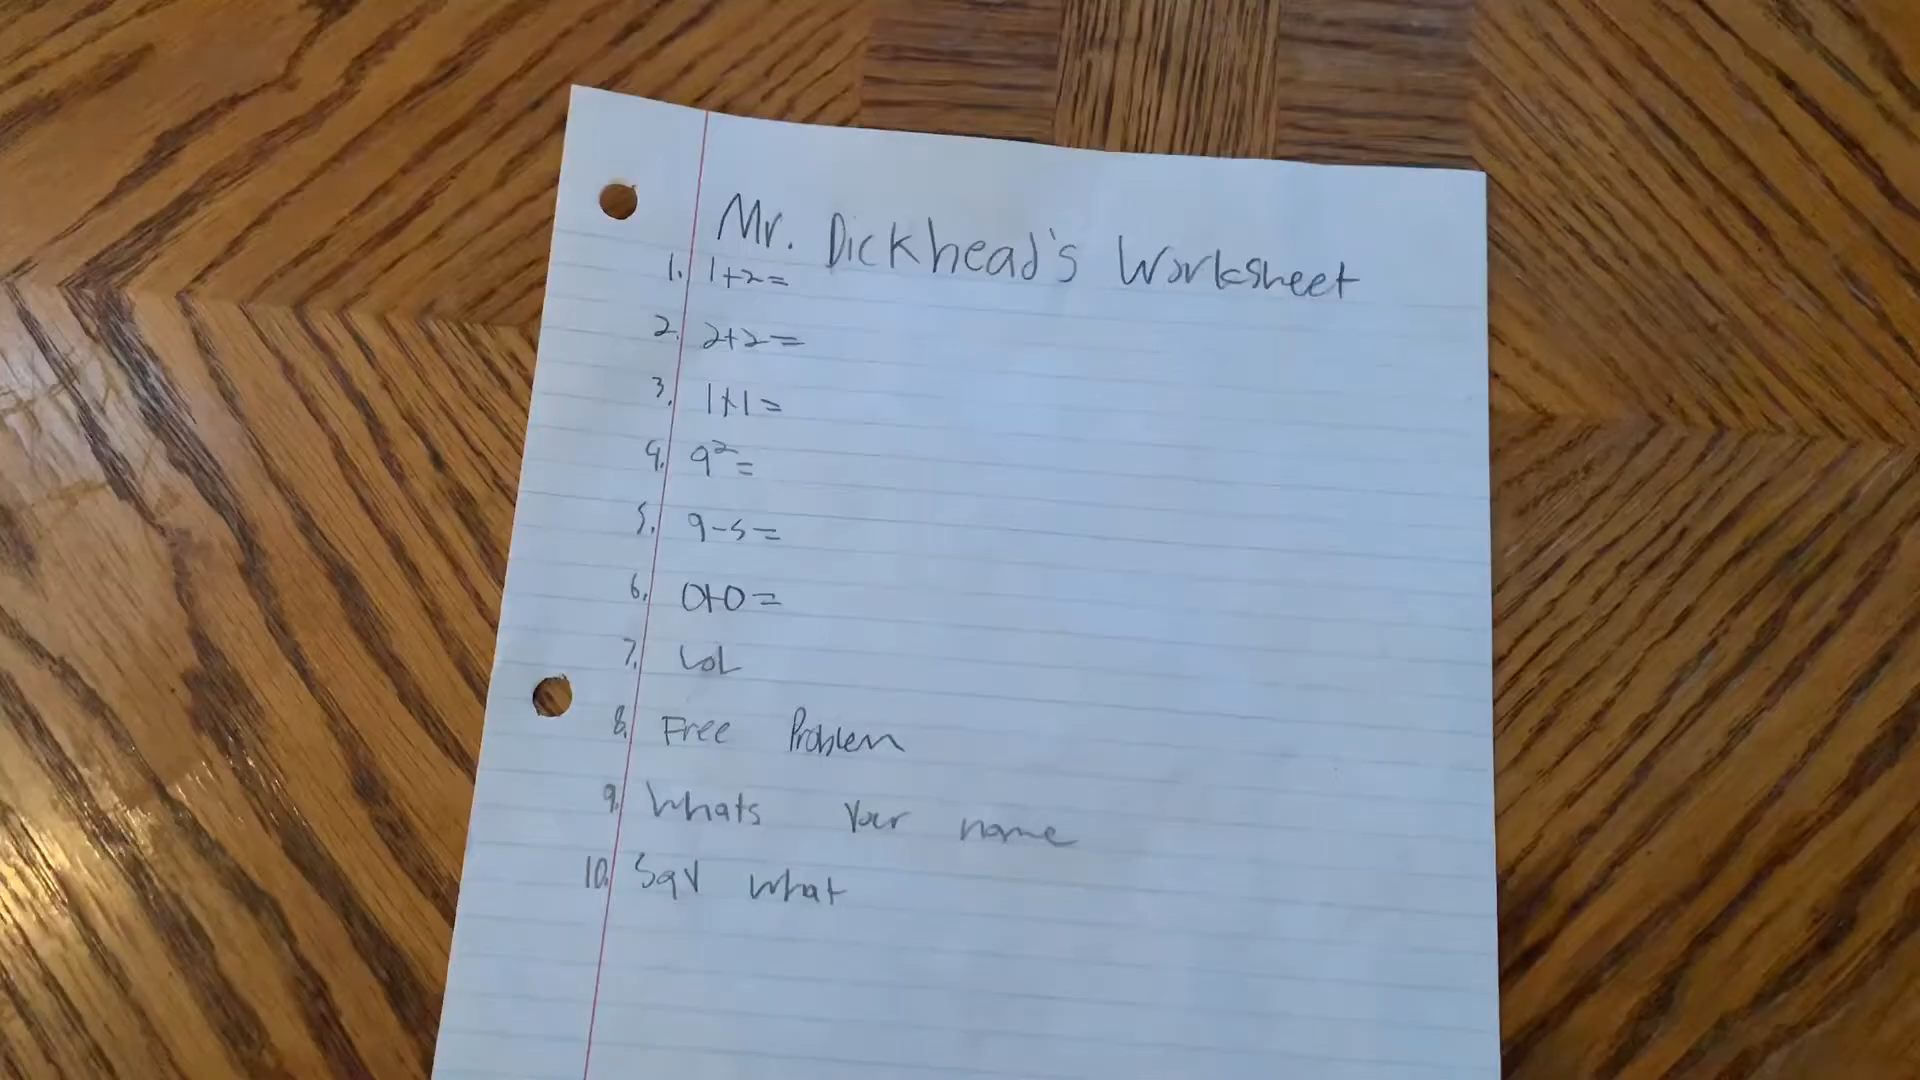 Mr. Dickhead's Worksheet
1. 1+2=
2. 2+2=
3. 1+1=
4. 9²=
5. 9-5=
6. 0+0=
7. LOL
8. Free Problem
9. Whats Your name
10. Say what